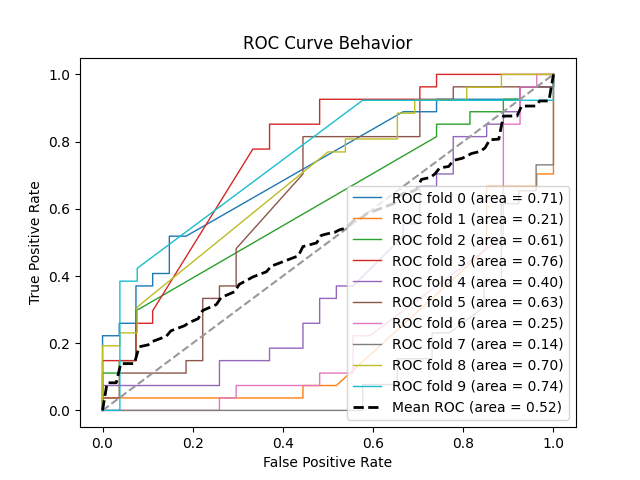 ROC Curve Behavior
True Positive Rate
1.0
0.8
0.6
0.4
0.2
0.0
ROC fold 0 (area = 0.71)
ROC fold 1 (area = 0.21)
ROC fold 2 (area = 0.61)
ROC fold 3 (area = 0.76)
ROC fold 4 (area = 0.40)
ROC fold 5 (area = 0.63)
ROC fold 6 (area = 0.25)
ROC fold 7 (area = 0.14)
ROC fold 8 (area = 0.70)
ROC fold 9 (area = 0.74)
Mean ROC (area = 0.52)
0.0 0.2 0.4 0.6 0.8 1.0
False Positive Rate